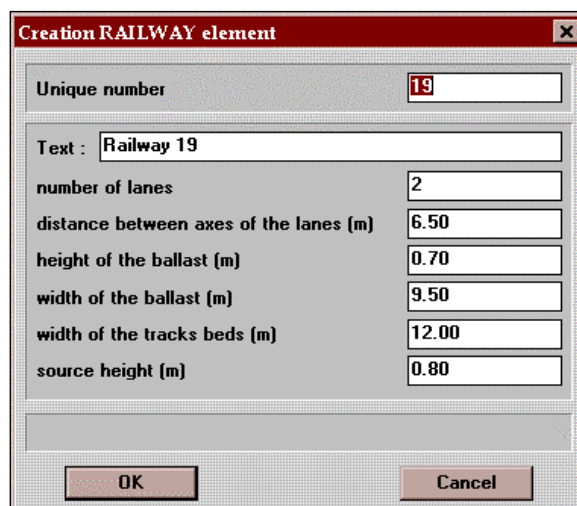 Creation RAILWAY element
Unique number 19
Text : Railway 19
number of lanes 2
distance between axes of the lanes (m) 6.50
height of the ballast (m) 0.70
width of the ballast (m) 9.50
width of the tracks beds (m) 12.00
source height (m) 0.80
OK Cancel